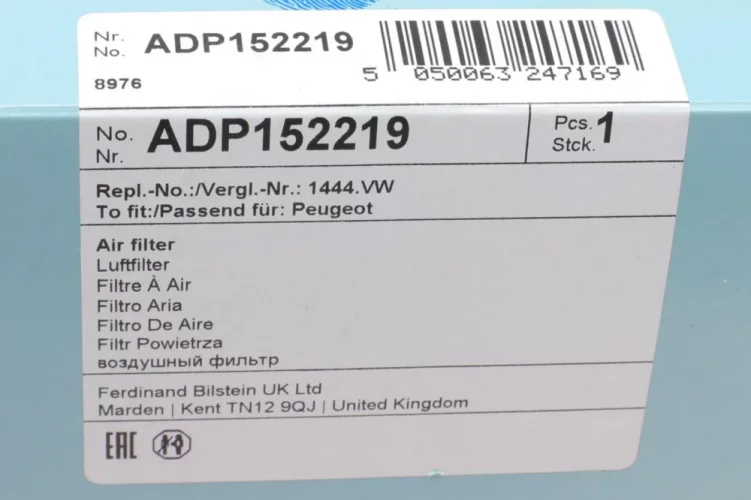 Nr.
No. ADP152219
8976
5 050063 247169
No.
Nr. ADP152219
Pcs. 1
Stck.
Repl.-No.:/Vergl.-Nr.: 1444.VW
To fit:/Passend für: Peugeot
Air filter
Luftfilter
Filtre À Air
Filtro Aria
Filtro De Aire
Filtr Powietrza
воздушный фильтр
Ferdinand Bilstein UK Ltd
Marden | Kent TN12 9QJ | United Kingdom
EAC